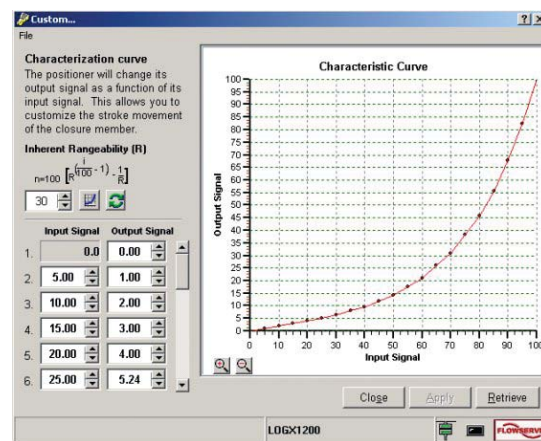 Custom...
File
Characterization curve
The positioner will change its
output signal as a function of its
input signal. This allows you to
customize the stroke movement
of the closure member.
Inherent Rangeability (R)
n=100 [R^(i/100 - 1) - 1/R]
30
Input Signal Output Signal
1. 0.0 0.00
2. 5.00 1.00
3. 10.00 2.00
4. 15.00 3.00
5. 20.00 4.00
6. 25.00 5.24
Characteristic Curve
Output Signal
100
95
90
85
80
75
70
65
60
55
50
45
40
35
30
25
20
15
10
5
0
0 10 20 30 40 50 60 70 80 90 100
Input Signal
Close Apply Retrieve
LOGX1200
FLOWSERVE